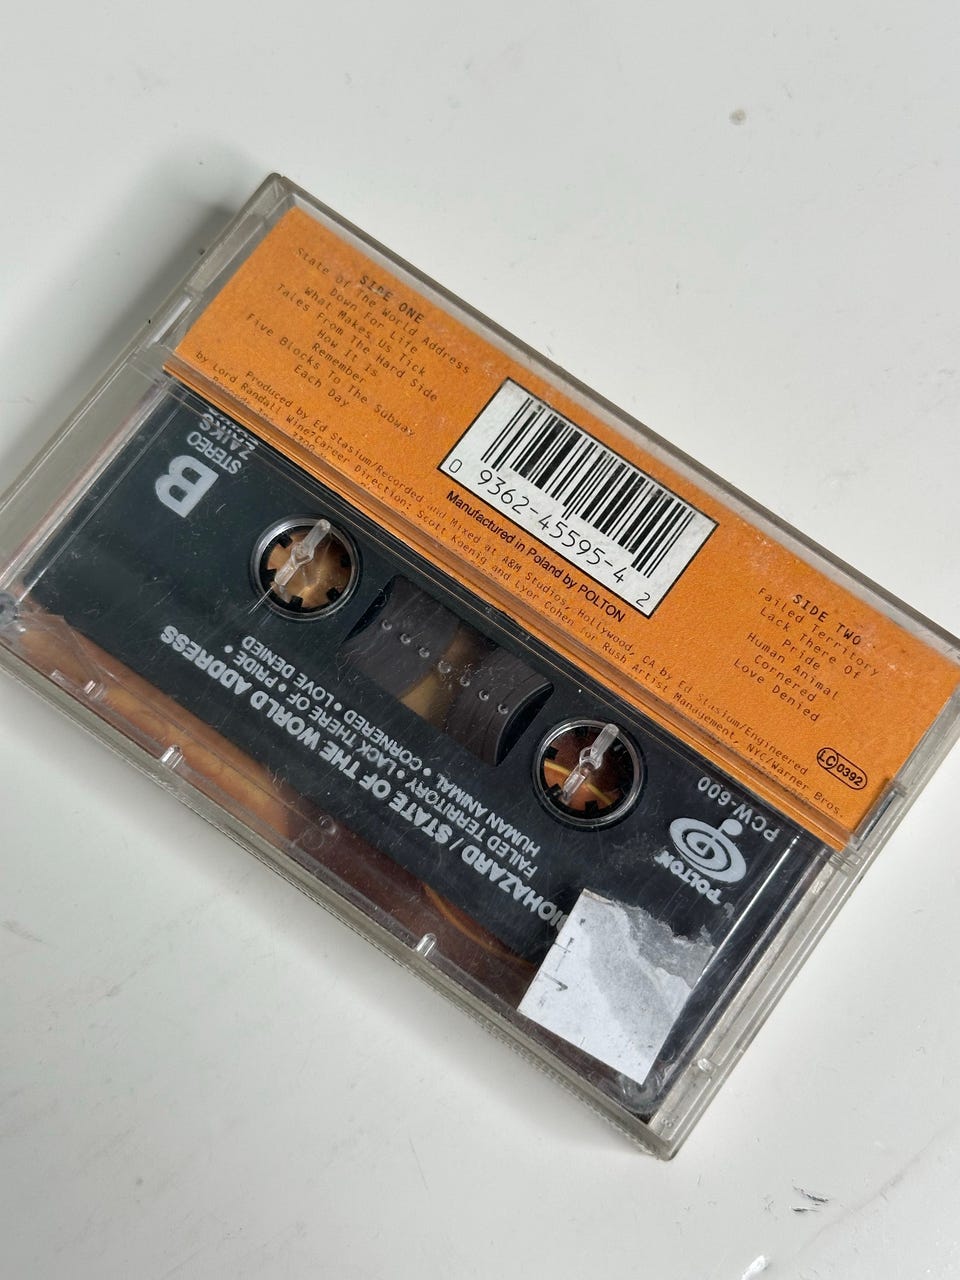 SIDE ONE
State Of The World Address
Down For Life
What Makes Us Tick
Tales From The Hard Side
How It Is
Remember
Five Blocks To The Subway
Each Day
0 9362-45595-4 2
Manufactured in Poland by POLTON
SIDE TWO
Failed Territory
Lack There Of
Pride
Human Animal
Cornered
Love Denied
Produced by Ed Stasium/Recorded and Mixed at A&M Studios, Hollywood, CA by Ed Stasium/Engineered
by Lord Randall Wine/Career Direction: Scott Koenig and Lyor Cohen for Rush Artist Management, NYC/Warner Bros.
LC 0392
B
STEREO
ZAIKS
BIOHAZARD / STATE OF THE WORLD ADDRESS
FAILED TERRITORY • LACK THERE OF • PRIDE •
HUMAN ANIMAL • CORNERED • LOVE DENIED
PCW-600
POLTON